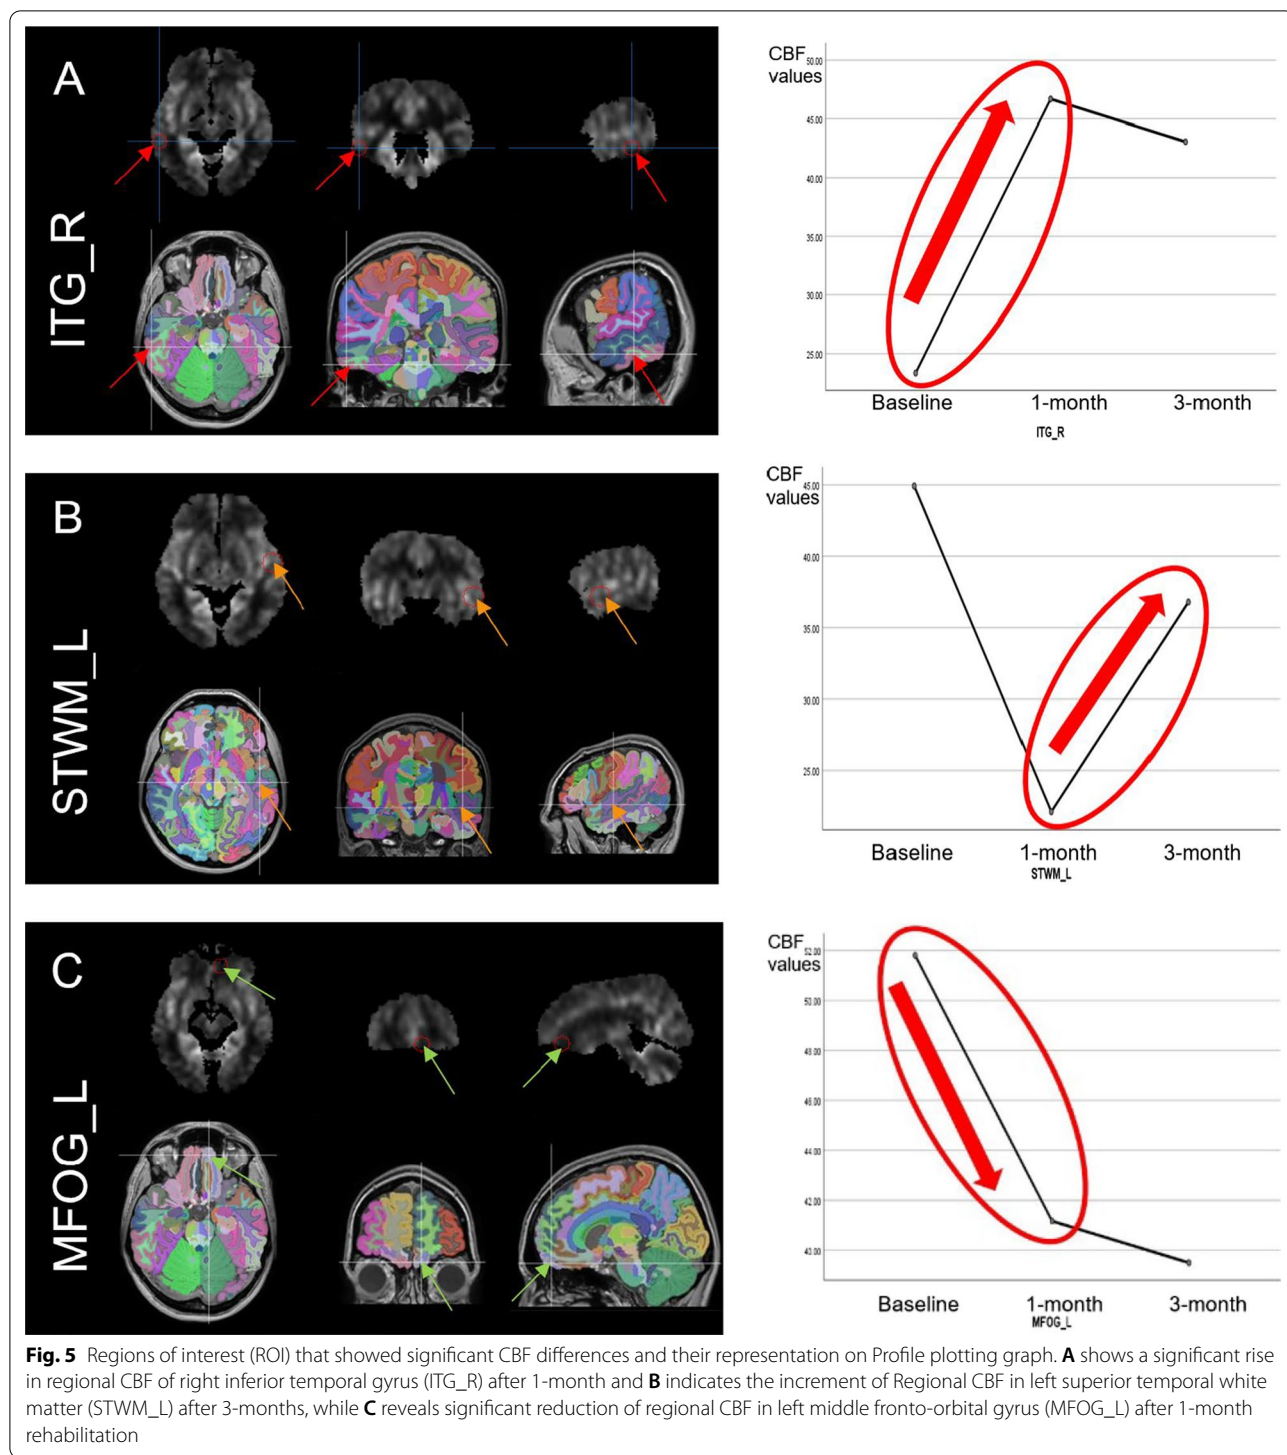 A
ITG_R
CBF
values
50.00
45.00
40.00
35.00
30.00
25.00
Baseline 1-month 3-month
ITG_R
B
STWM_L
CBF
values
45.00
40.00
35.00
30.00
25.00
Baseline 1-month 3-month
STWM_L
C
MFOG_L
CBF
values
52.00
50.00
48.00
46.00
44.00
42.00
40.00
Baseline 1-month 3-month
MFOG_L
Fig. 5 Regions of interest (ROI) that showed significant CBF differences and their representation on Profile plotting graph. A shows a significant rise
in regional CBF of right inferior temporal gyrus (ITG_R) after 1-month and B indicates the increment of Regional CBF in left superior temporal white
matter (STWM_L) after 3-months, while C reveals significant reduction of regional CBF in left middle fronto-orbital gyrus (MFOG_L) after 1-month
rehabilitation